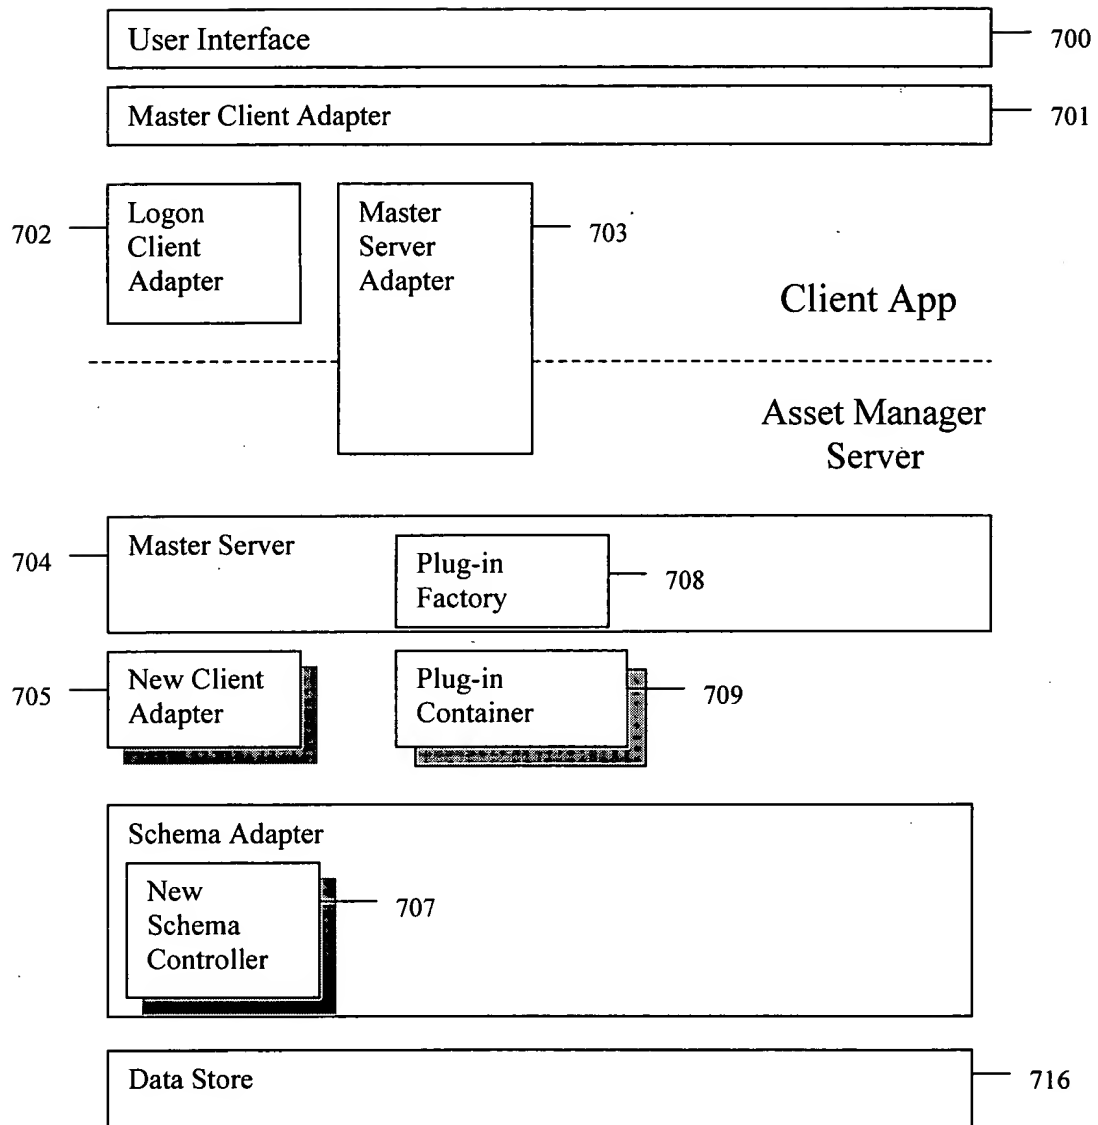 User Interface
700
Master Client Adapter
701
702
Logon
Client
Adapter
Master
Server
Adapter
703
Client App
Asset Manager
Server
704
Master Server
Plug-in
Factory
708
705
New Client
Adapter
Plug-in
Container
709
Schema Adapter
New
Schema
Controller
707
Data Store
716